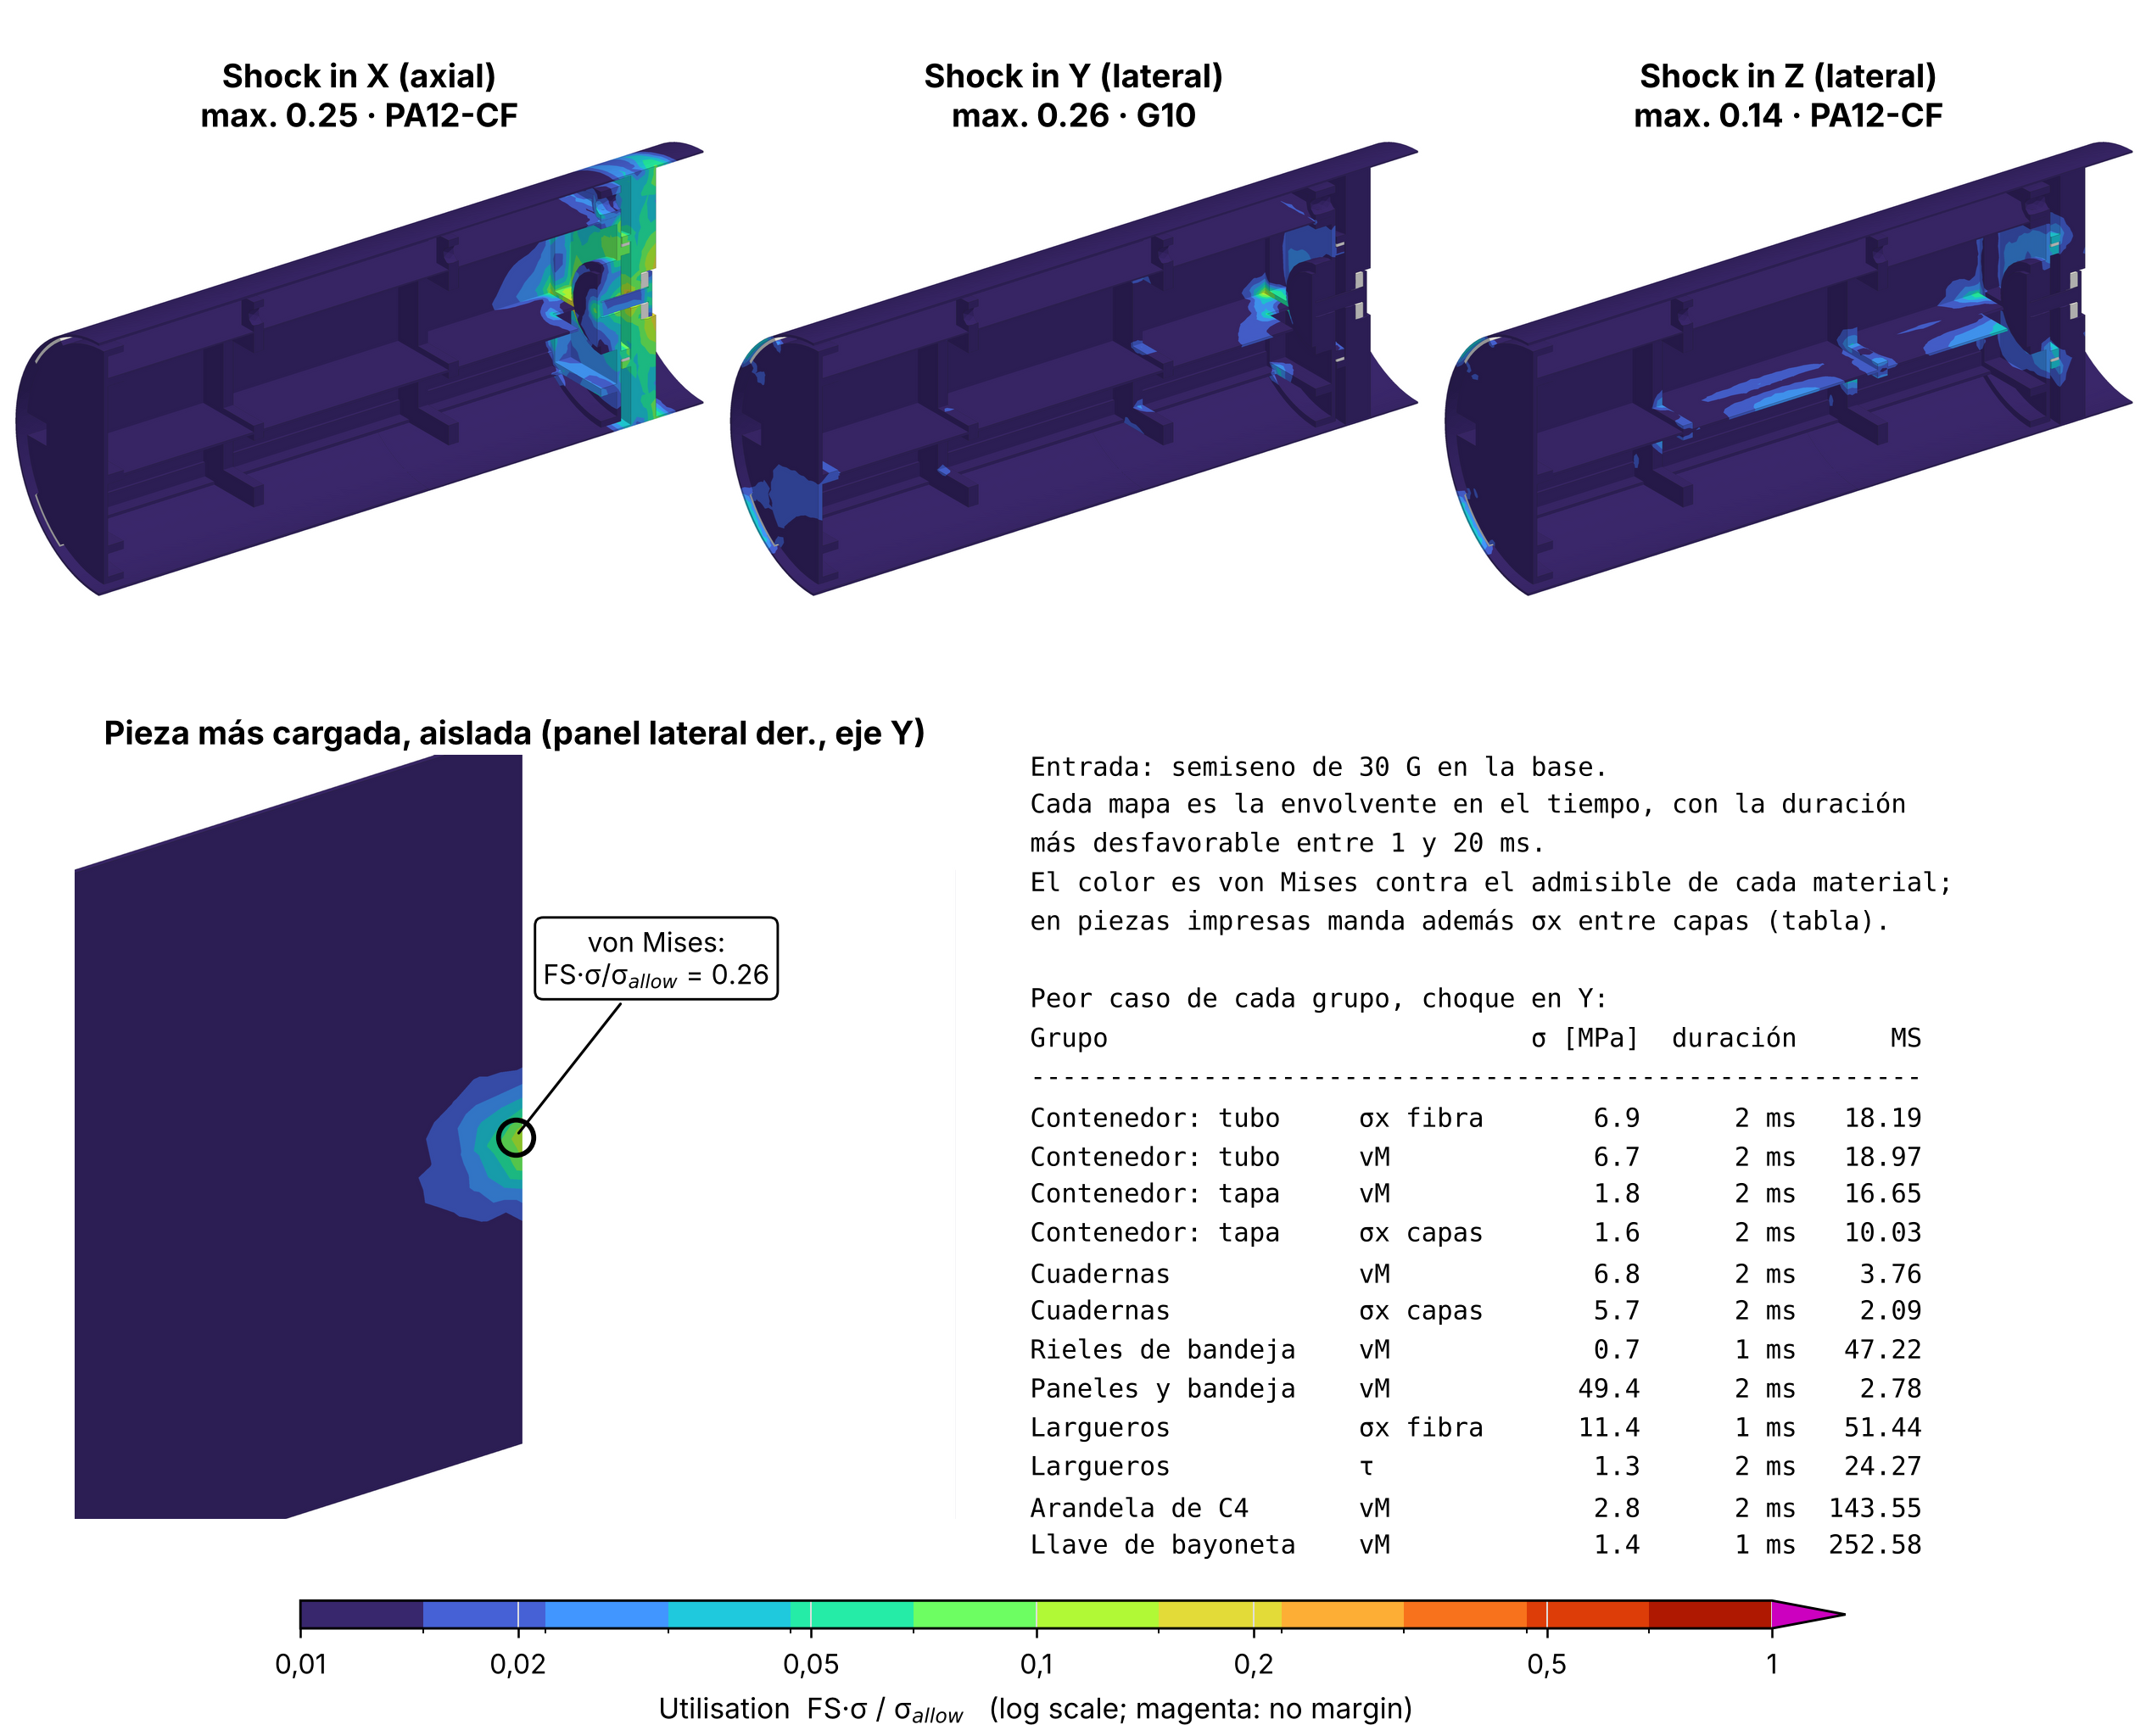 Shock in X (axial)
max. 0.25 · PA12-CF
Shock in Y (lateral)
max. 0.26 · G10
Shock in Z (lateral)
max. 0.14 · PA12-CF
Pieza más cargada, aislada (panel lateral der., eje Y)
von Mises:
FS·σ/σallow = 0.26
Entrada: semiseno de 30 G en la base.
Cada mapa es la envolvente en el tiempo, con la duración
más desfavorable entre 1 y 20 ms.
El color es von Mises contra el admisible de cada material;
en piezas impresas manda además σx entre capas (tabla).
Peor caso de cada grupo, choque en Y:
Grupo σ [MPa] duración MS
---------------------------------------------------------
Contenedor: tubo σx fibra 6.9 2 ms 18.19
Contenedor: tubo vM 6.7 2 ms 18.97
Contenedor: tapa vM 1.8 2 ms 16.65
Contenedor: tapa σx capas 1.6 2 ms 10.03
Cuadernas vM 6.8 2 ms 3.76
Cuadernas σx capas 5.7 2 ms 2.09
Rieles de bandeja vM 0.7 1 ms 47.22
Paneles y bandeja vM 49.4 2 ms 2.78
Largueros σx fibra 11.4 1 ms 51.44
Largueros τ 1.3 2 ms 24.27
Arandela de C4 vM 2.8 2 ms 143.55
Llave de bayoneta vM 1.4 1 ms 252.58
0,01 0,02 0,05 0,1 0,2 0,5 1
Utilisation FS·σ / σallow (log scale; magenta: no margin)